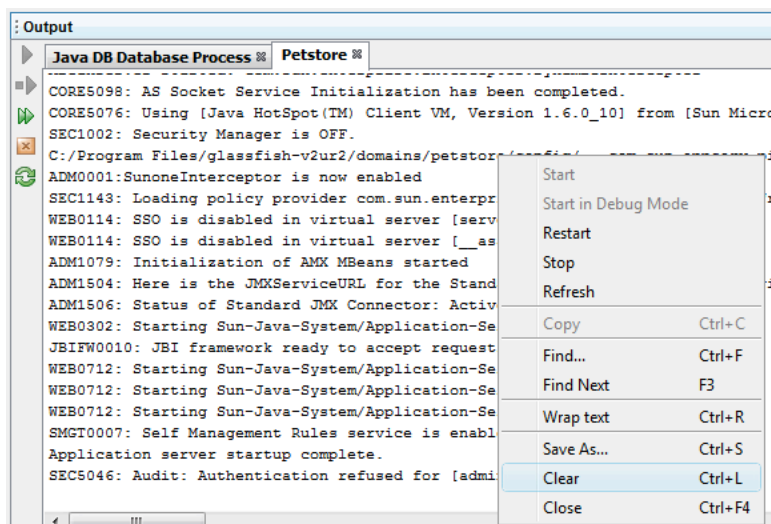 Output
Java DB Database Process
Petstore
CORE5098: AS Socket Service Initialization has been completed.
CORE5076: Using [Java HotSpot(TM) Client VM, Version 1.6.0_10] from [Sun Micro
SEC1002: Security Manager is OFF.
C:/Program Files/glassfish-v2ur2/domains/petstore/config/
ADM0001:SunoneInterceptor is now enabled
SEC1143: Loading policy provider com.sun.enterpr
WEB0114: SSO is disabled in virtual server [serv
WEB0114: SSO is disabled in virtual server [__as
ADM1079: Initialization of AMX MBeans started
ADM1504: Here is the JMXServiceURL for the Stand
ADM1506: Status of Standard JMX Connector: Activ
WEB0302: Starting Sun-Java-System/Application-Se
JBIFW0010: JBI framework ready to accept request
WEB0712: Starting Sun-Java-System/Application-Se
WEB0712: Starting Sun-Java-System/Application-Se
WEB0712: Starting Sun-Java-System/Application-Se
SMGT0007: Self Management Rules service is enabl
Application server startup complete.
SEC5046: Audit: Authentication refused for [admi
Start
Start in Debug Mode
Restart
Stop
Refresh
Copy Ctrl+C
Find... Ctrl+F
Find Next F3
Wrap text Ctrl+R
Save As... Ctrl+S
Clear Ctrl+L
Close Ctrl+F4